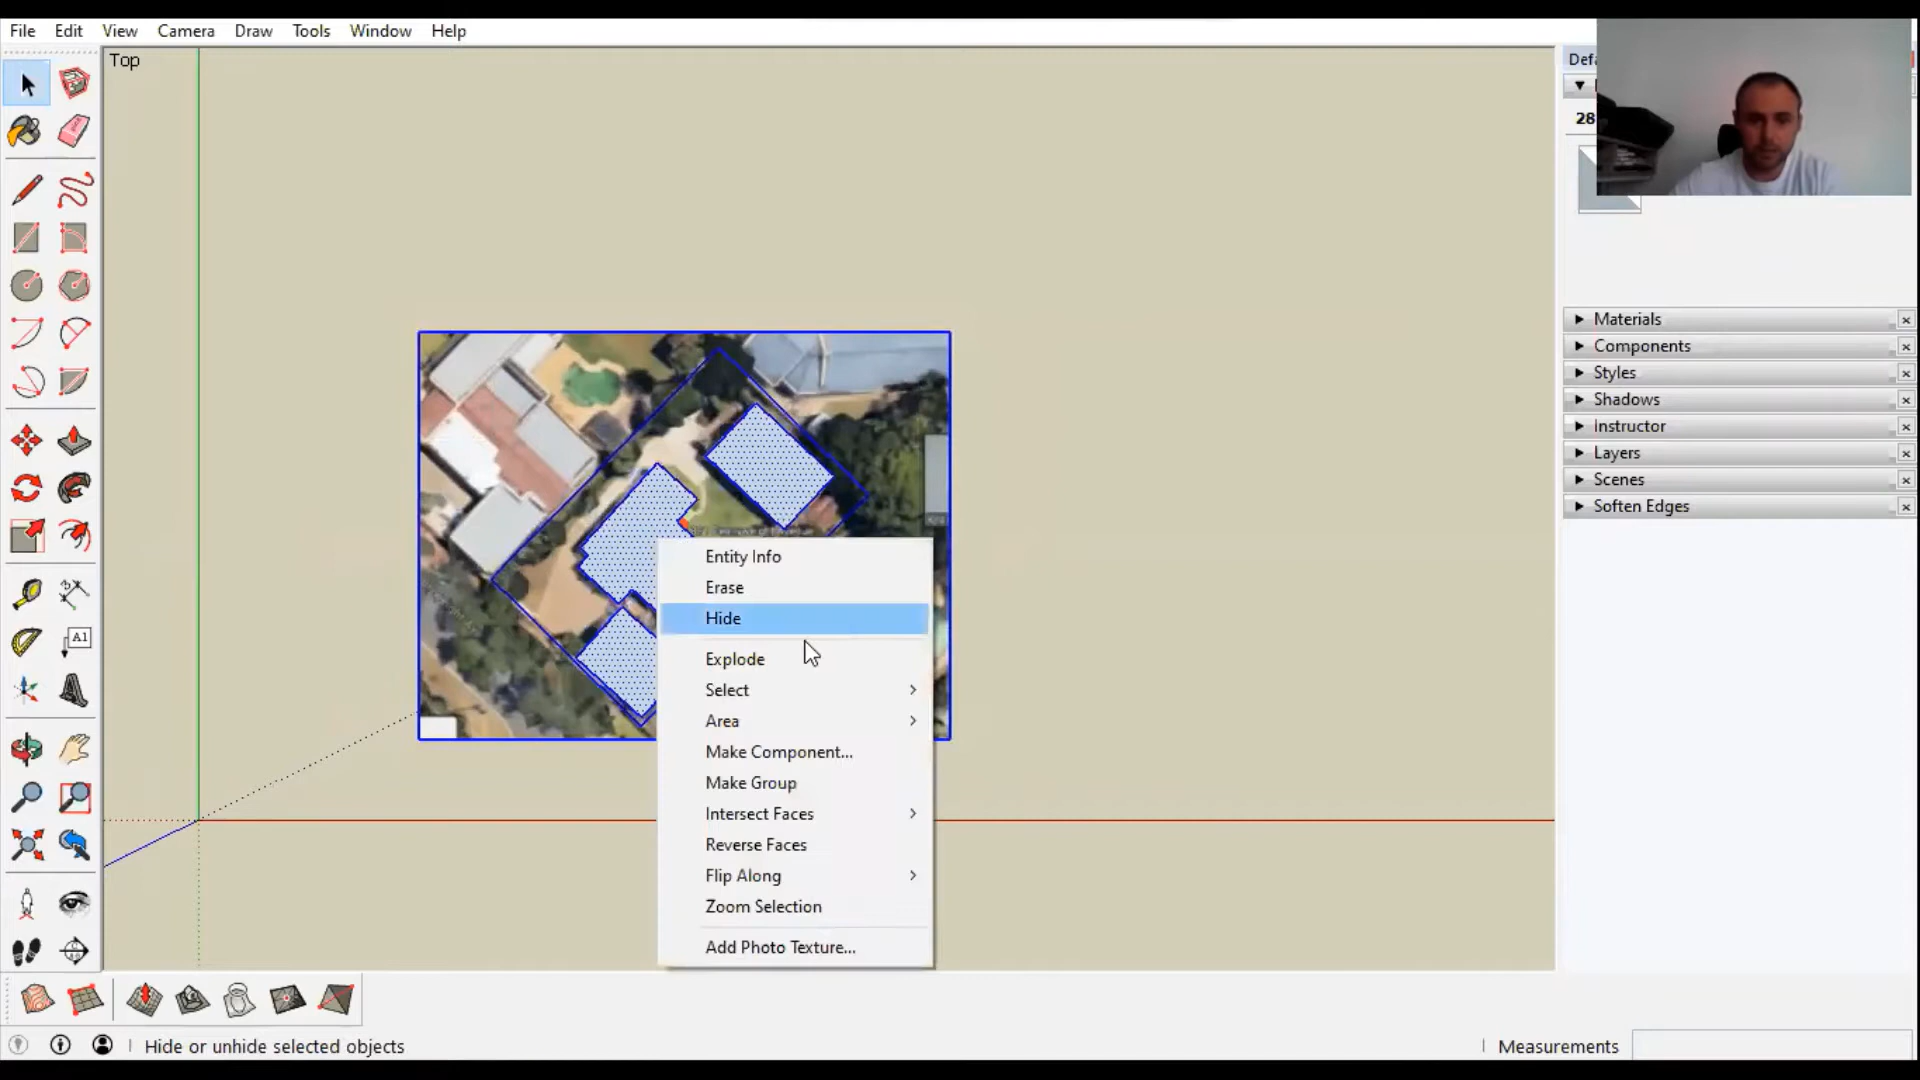 File Edit View Camera Draw Tools Window Help
Top
28
Materials
Components
Styles
Shadows
Instructor
Layers
Scenes
Soften Edges
Entity Info
Erase
Hide
Explode
Select
Area
Make Component...
Make Group
Intersect Faces
Reverse Faces
Flip Along
Zoom Selection
Add Photo Texture...
A1
Hide or unhide selected objects
Measurements